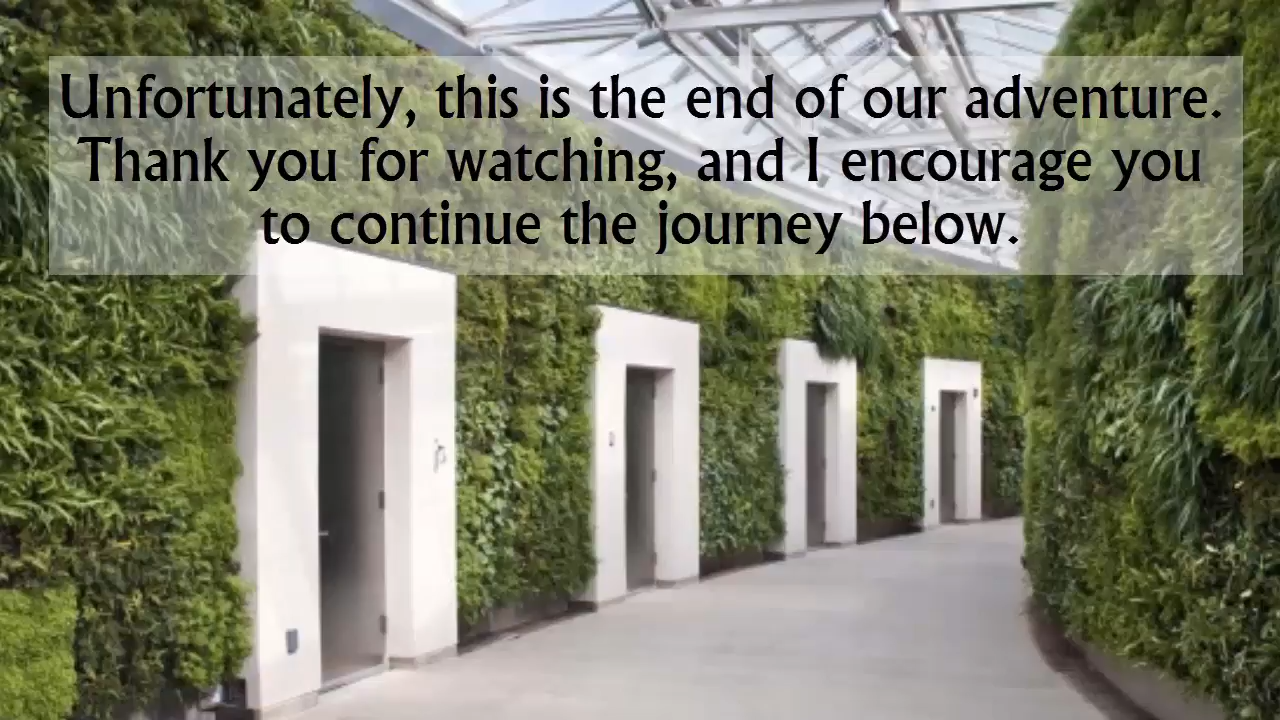 Unfortunately, this is the end of our adventure.
Thank you for watching, and I encourage you
to continue the journey below.